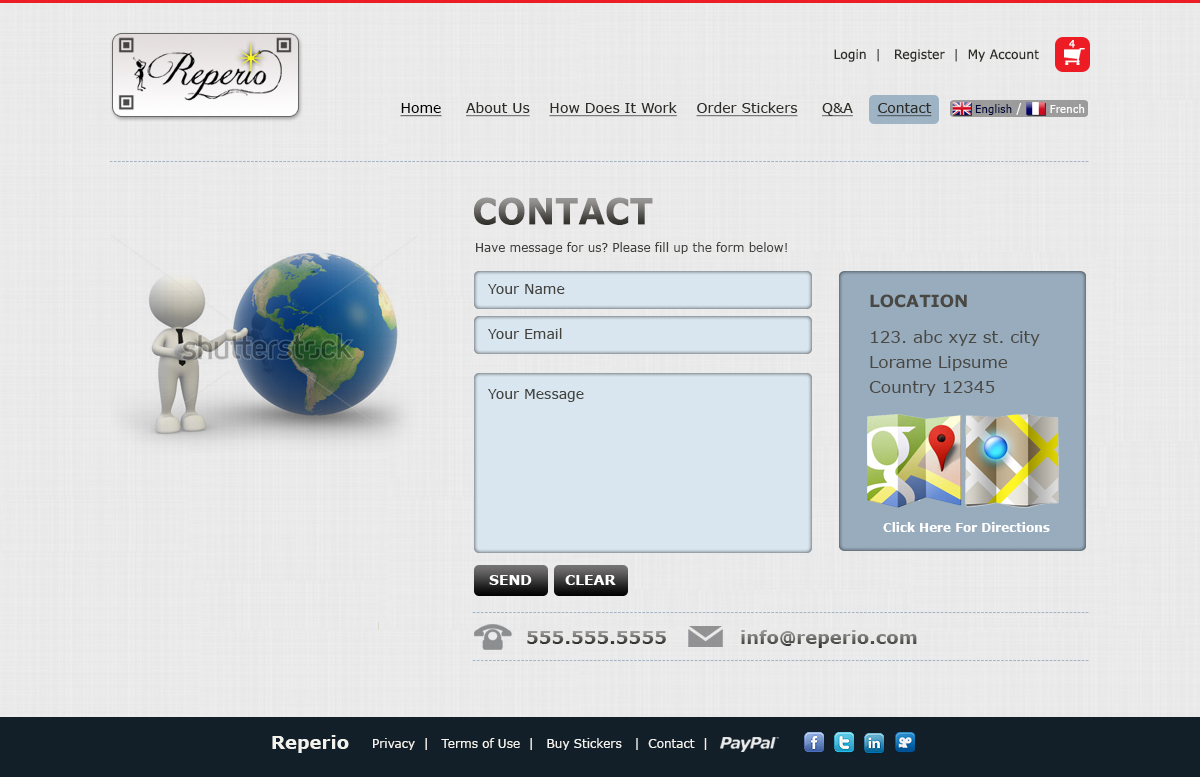 Reperio
Login | Register | My Account
4
Home About Us How Does It Work Order Stickers Q&A Contact English / French
CONTACT
Have message for us? Please fill up the form below!
Your Name
Your Email
Your Message
shutterstock
LOCATION
123. abc xyz st. city
Lorame Lipsume
Country 12345
g
Click Here For Directions
SEND CLEAR
555.555.5555 info@reperio.com
Reperio Privacy | Terms of Use | Buy Stickers | Contact | PayPal f t in